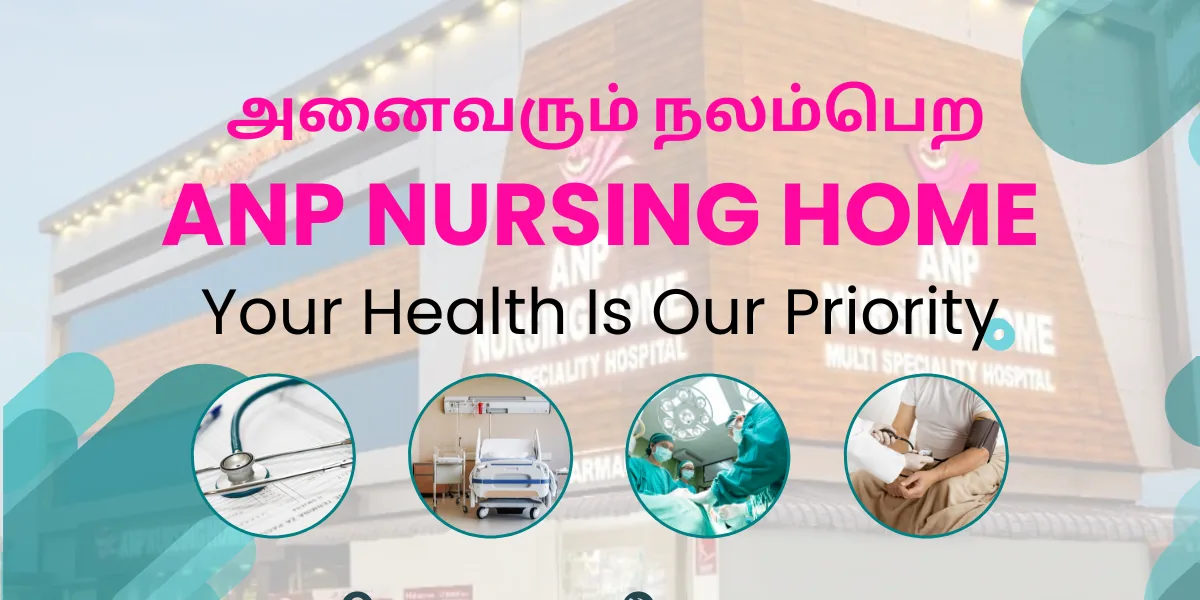 அனைவரும் நலம்பெற
ANP NURSING HOME
Your Health Is Our Priority
ANP
NURSING HOME
SPECIALITY HOSPITAL
ANP
NURSING HOME
MULTI SPECIALITY HOSPITAL